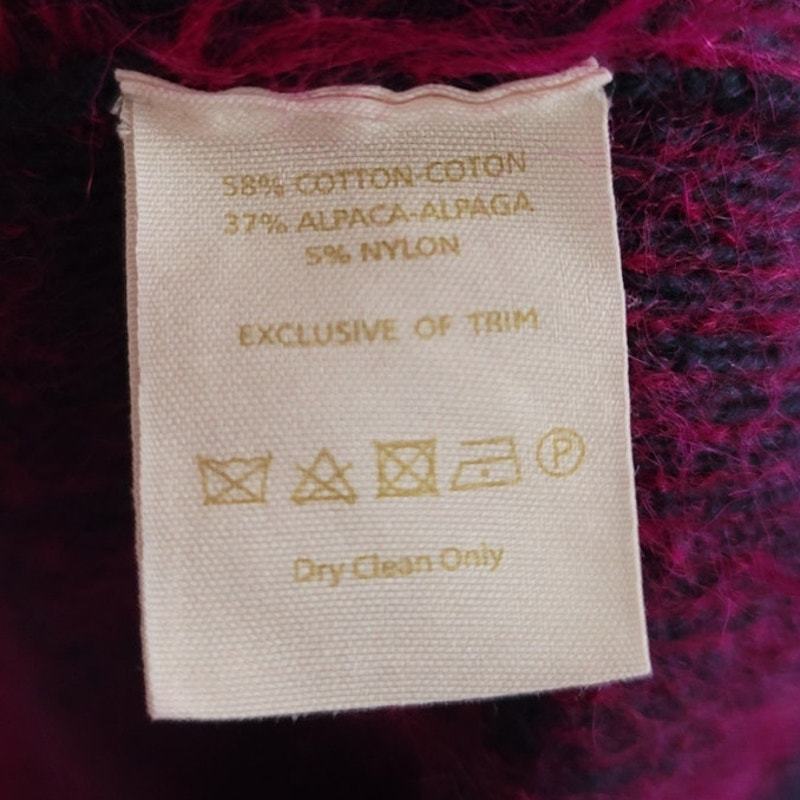 58% COTTON-COTON
37% ALPACA-ALPAGA
5% NYLON
EXCLUSIVE OF TRIM
P
Dry Clean Only